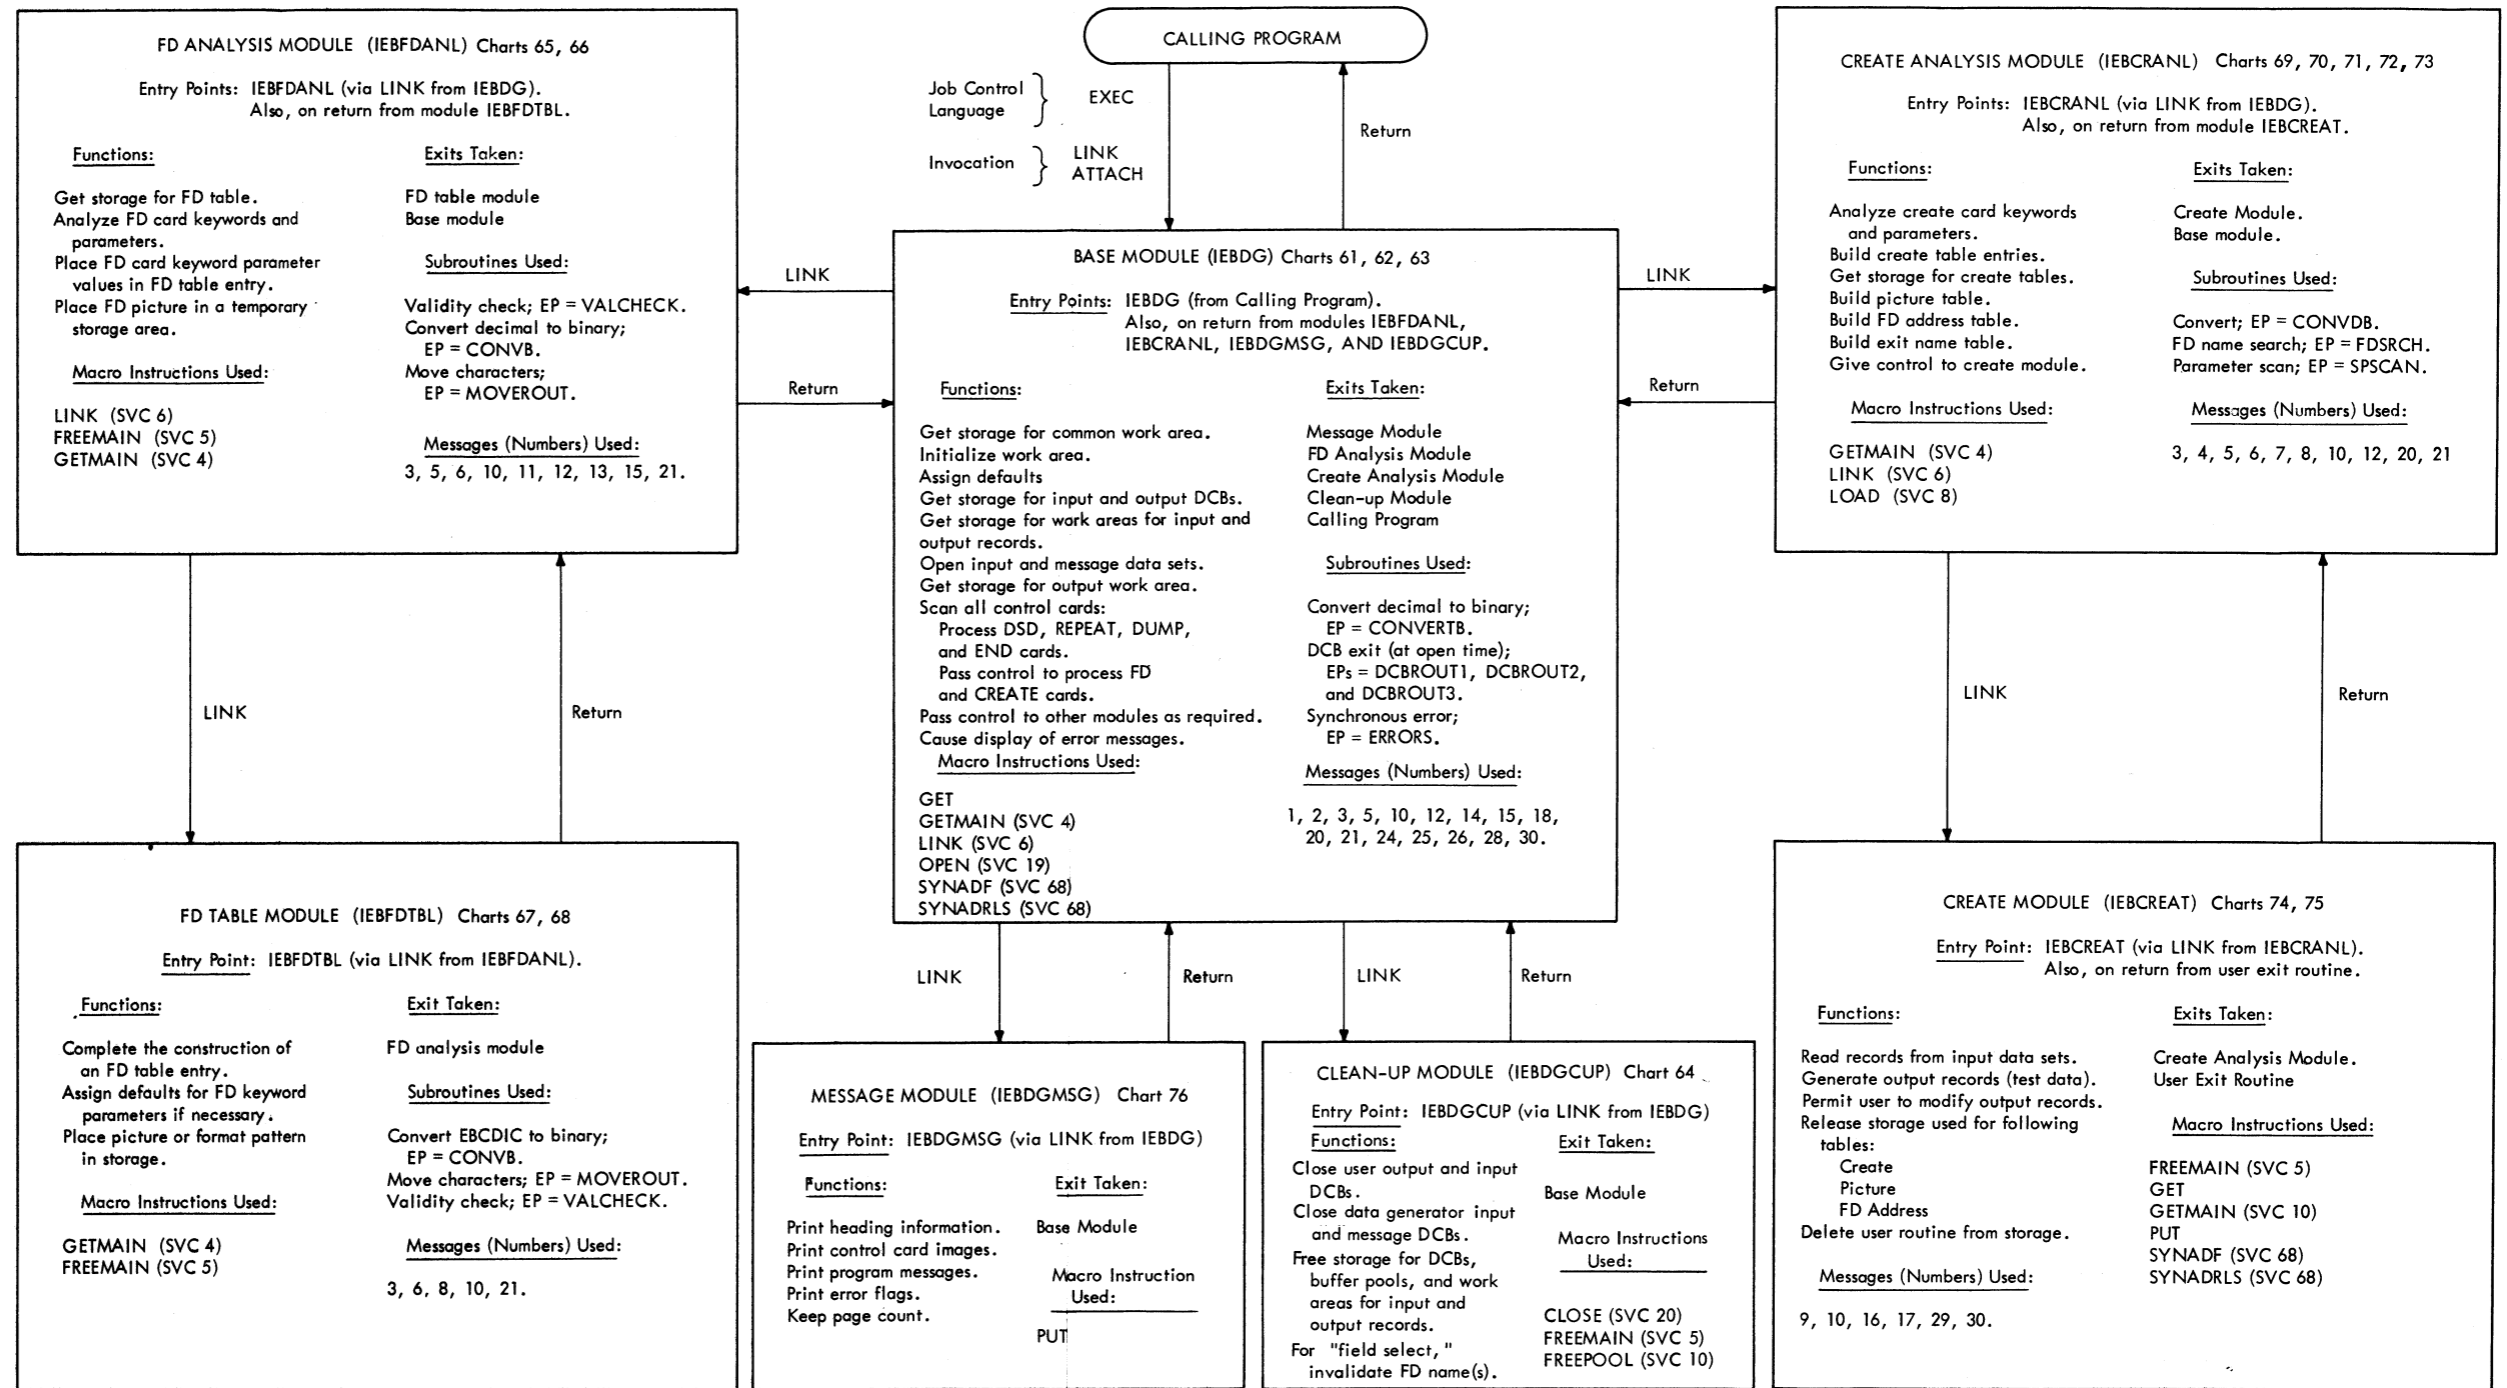 CALLING PROGRAM
Job Control
Language
EXEC
Invocation
LINK
ATTACH
Return
FD ANALYSIS MODULE (IEBFDANL) Charts 65, 66
Entry Points: IEBFDANL (via LINK from IEBDG).
Also, on return from module IEBFDTBL.
Functions:
Get storage for FD table.
Analyze FD card keywords and
parameters.
Place FD card keyword parameter
values in FD table entry.
Place FD picture in a temporary
storage area.
Macro Instructions Used:
LINK (SVC 6)
FREEMAIN (SVC 5)
GETMAIN (SVC 4)
Exits Taken:
FD table module
Base module
Subroutines Used:
Validity check; EP = VALCHECK.
Convert decimal to binary;
EP = CONVB.
Move characters;
EP = MOVEROUT.
Messages (Numbers) Used:
3, 5, 6, 10, 11, 12, 13, 15, 21.
LINK
Return
BASE MODULE (IEBDG) Charts 61, 62, 63
Entry Points: IEBDG (from Calling Program).
Also, on return from modules IEBFDANL,
IEBCRANL, IEBDGMSG, AND IEBDGCUP.
Functions:
Get storage for common work area.
Initialize work area.
Assign defaults
Get storage for input and output DCBs.
Get storage for work areas for input and
output records.
Open input and message data sets.
Get storage for output work area.
Scan all control cards:
Process DSD, REPEAT, DUMP,
and END cards.
Pass control to process FD
and CREATE cards.
Pass control to other modules as required.
Cause display of error messages.
Macro Instructions Used:
GET
GETMAIN (SVC 4)
LINK (SVC 6)
OPEN (SVC 19)
SYNADF (SVC 68)
SYNADRLS (SVC 68)
Exits Taken:
Message Module
FD Analysis Module
Create Analysis Module
Clean-up Module
Calling Program
Subroutines Used:
Convert decimal to binary;
EP = CONVERTB.
DCB exit (at open time);
EPs = DCBROUT1, DCBROUT2,
and DCBROUT3.
Synchronous error;
EP = ERRORS.
Messages (Numbers) Used:
1, 2, 3, 5, 10, 12, 14, 15, 18,
20, 21, 24, 25, 26, 28, 30.
LINK
Return
CREATE ANALYSIS MODULE (IEBCRANL) Charts 69, 70, 71, 72, 73
Entry Points: IEBCRANL (via LINK from IEBDG).
Also, on return from module IEBCREAT.
Functions:
Analyze create card keywords
and parameters.
Build create table entries.
Get storage for create tables.
Build picture table.
Build FD address table.
Build exit name table.
Give control to create module.
Macro Instructions Used:
GETMAIN (SVC 4)
LINK (SVC 6)
LOAD (SVC 8)
Exits Taken:
Create Module.
Base module.
Subroutines Used:
Convert; EP = CONVDB.
FD name search; EP = FDSRCH.
Parameter scan; EP = SPSCAN.
Messages (Numbers) Used:
3, 4, 5, 6, 7, 8, 10, 12, 20, 21
LINK
Return
LINK
Return
FD TABLE MODULE (IEBFDTBL) Charts 67, 68
Entry Point: IEBFDTBL (via LINK from IEBFDANL).
Functions:
Complete the construction of
an FD table entry.
Assign defaults for FD keyword
parameters if necessary.
Place picture or format pattern
in storage.
Macro Instructions Used:
GETMAIN (SVC 4)
FREEMAIN (SVC 5)
Exit Taken:
FD analysis module
Subroutines Used:
Convert EBCDIC to binary;
EP = CONVB.
Move characters; EP = MOVEROUT.
Validity check; EP = VALCHECK.
Messages (Numbers) Used:
3, 6, 8, 10, 21.
LINK
Return
LINK
Return
MESSAGE MODULE (IEBDGMSG) Chart 76
Entry Point: IEBDGMSG (via LINK from IEBDG)
Functions:
Print heading information.
Print control card images.
Print program messages.
Print error flags.
Keep page count.
Exit Taken:
Base Module
Macro Instruction
Used:
PUT
CLEAN-UP MODULE (IEBDGCUP) Chart 64
Entry Point: IEBDGCUP (via LINK from IEBDG)
Functions:
Close user output and input
DCBs.
Close data generator input
and message DCBs.
Free storage for DCBs,
buffer pools, and work
areas for input and
output records.
For "field select,"
invalidate FD name(s).
Exit Taken:
Base Module
Macro Instructions
Used:
CLOSE (SVC 20)
FREEMAIN (SVC 5)
FREEPOOL (SVC 10)
CREATE MODULE (IEBCREAT) Charts 74, 75
Entry Point: IEBCREAT (via LINK from IEBCRANL).
Also, on return from user exit routine.
Functions:
Read records from input data sets.
Generate output records (test data).
Permit user to modify output records.
Release storage used for following
tables:
Create
Picture
FD Address
Delete user routine from storage.
Messages (Numbers) Used:
9, 10, 16, 17, 29, 30.
Exits Taken:
Create Analysis Module.
User Exit Routine
Macro Instructions Used:
FREEMAIN (SVC 5)
GET
GETMAIN (SVC 10)
PUT
SYNADF (SVC 68)
SYNADRLS (SVC 68)